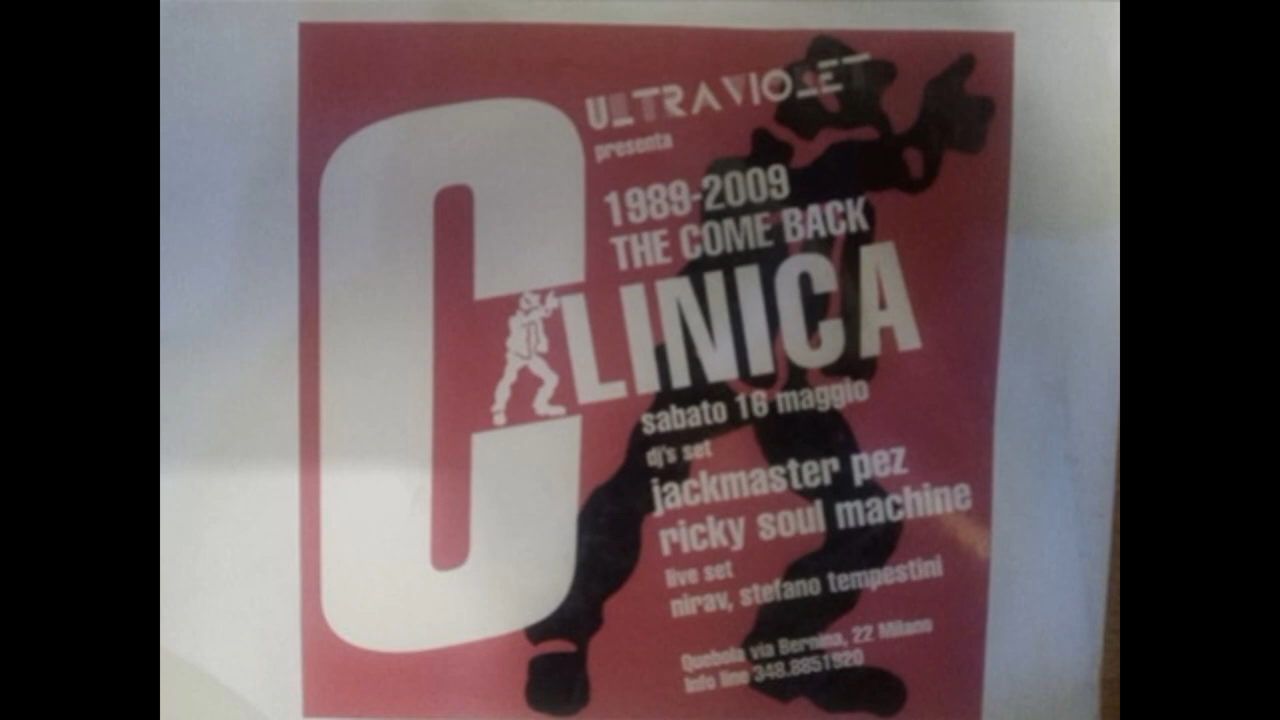 ULTRAVIOLET
presenta
1989-2009
THE COME BACK
CLINICA
sabato 16 maggio
dj's set
jackmaster pez
ricky soul machine
live set
nirav, stefano tempestini
via Bernina, 22 Milano
Info line 348.8851920